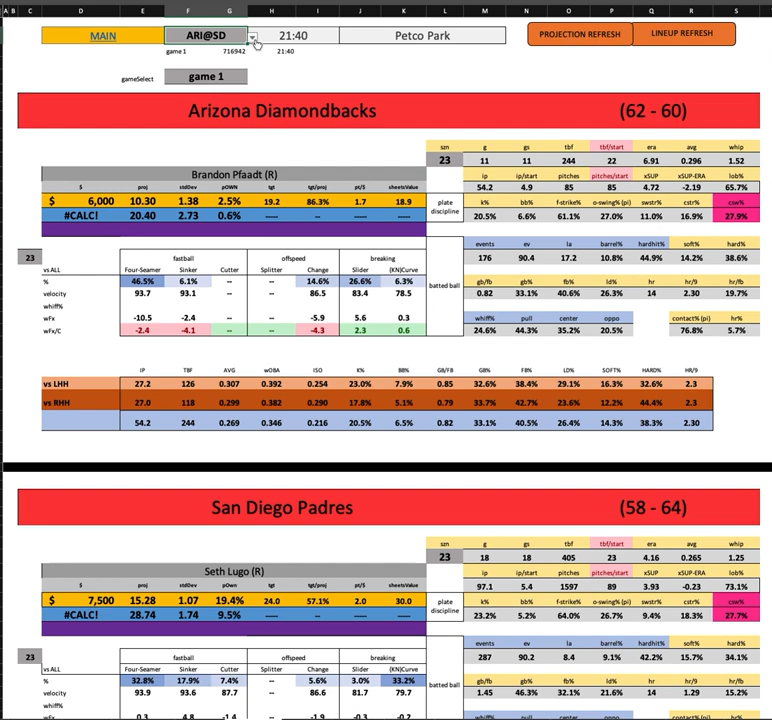 A B C D E F G H I J K L M N O P Q R S
MAIN ARI@SD 21:40 Petco Park PROJECTION REFRESH LINEUP REFRESH
game 1 716942 21:40
gameSelect game 1
Arizona Diamondbacks (62 - 60)
szn g gs tbf tbf/start era avg whip
23 11 11 244 22 6.91 0.296 1.52
Brandon Pfaadt (R) ip ip/start pitches pitches/start xSUP xSUP-ERA lob%
$ proj stdDev pOWN tgt tgt/proj pt/$ sheetsValue 54.2 4.9 85 85 4.72 -2.19 65.7%
$ 6,000 10.30 1.38 2.5% 19.2 86.3% 1.7 18.9 plate discipline k% bb% f-strike% o-swing% (pi) swstr% cstr% csw%
#CALC! 20.40 2.73 0.6% ---- -- ---- ---- 20.5% 6.6% 61.1% 27.0% 11.0% 16.9% 27.9%
events ev la barrel% hardhit% soft% hard%
23 fastball offspeed breaking 176 90.4 17.2 10.8% 44.9% 14.2% 38.6%
vs ALL Four-Seamer Sinker Cutter Splitter Change Slider (KN)Curve
% 46.5% 6.1% -- -- 14.6% 26.6% 6.3% batted ball gb/fb gb% fb% ld% hr hr/9 hr/fb
velocity 93.7 93.1 -- -- 86.5 83.4 78.5 0.82 33.1% 40.6% 26.3% 14 2.30 19.7%
whiff%
wFx -10.5 -2.4 -- -- -5.9 5.6 0.3 whiff% pull center oppo contact% (pi) hr%
wFx/C -2.4 -4.1 -- -- -4.3 2.3 0.6 24.6% 44.3% 35.2% 20.5% 76.8% 5.7%
IP TBF AVG wOBA ISO K% BB% GB/FB GB% FB% LD% SOFT% HARD% HR/9
vs LHH 27.2 126 0.307 0.392 0.254 23.0% 7.9% 0.85 32.6% 38.4% 29.1% 16.3% 32.6% 2.3
vs RHH 27.0 118 0.299 0.382 0.290 17.8% 5.1% 0.79 33.7% 42.7% 23.6% 12.2% 44.4% 2.3
54.2 244 0.269 0.346 0.216 20.5% 6.5% 0.82 33.1% 40.5% 26.4% 14.3% 38.3% 2.30
San Diego Padres (58 - 64)
szn g gs tbf tbf/start era avg whip
23 18 18 405 23 4.16 0.265 1.25
Seth Lugo (R) ip ip/start pitches pitches/start xSUP xSUP-ERA lob%
$ proj stdDev pOwn tgt tgt/proj pt/$ sheetsValue 97.1 5.4 1597 89 3.93 -0.23 73.1%
$ 7,500 15.28 1.07 19.4% 24.0 57.1% 2.0 30.0 plate discipline k% bb% f-strike% o-swing% (pi) swstr% cstr% csw%
#CALC! 28.74 1.74 9.5% ---- -- ---- ---- 23.2% 5.2% 64.0% 26.7% 9.4% 18.3% 27.7%
events ev la barrel% hardhit% soft% hard%
23 fastball offspeed breaking 287 90.2 8.4 9.1% 42.2% 15.7% 34.1%
vs ALL Four-Seamer Sinker Cutter Splitter Change Slider (KN)Curve
% 32.8% 17.9% 7.4% -- 5.6% 3.0% 33.2% batted ball gb/fb gb% fb% ld% hr hr/9 hr/fb
velocity 93.9 93.6 87.7 -- 86.6 81.7 79.7 1.45 46.3% 32.1% 21.6% 14 1.29 15.2%
whiff%
wFx 0.3 4.8 -1.4 -- -1.9 -0.3 -0.2 whiff% pull center oppo contact% (pi) hr%